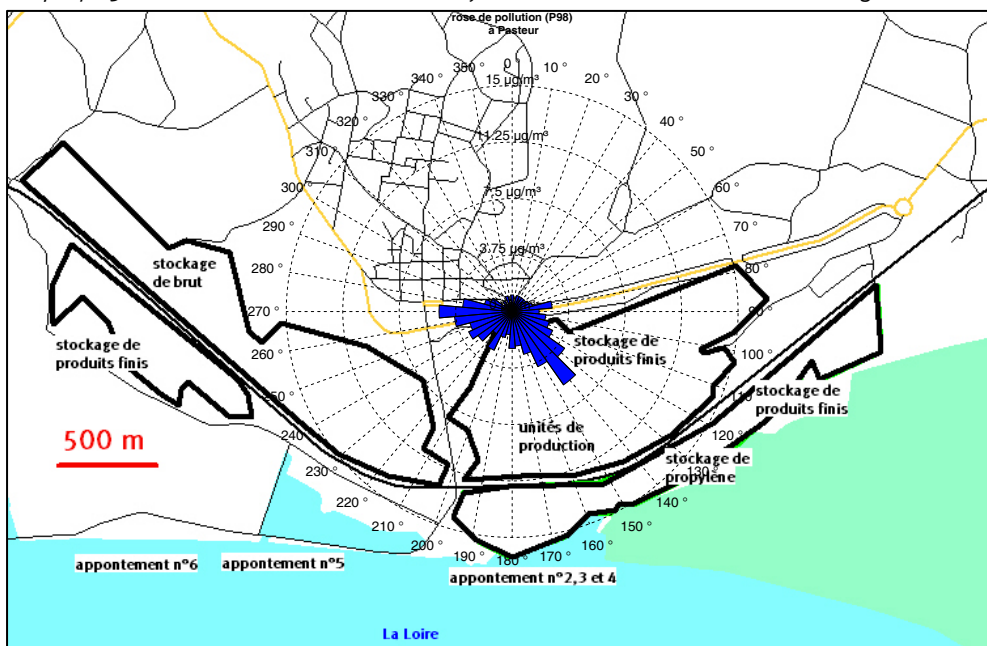 rose de pollution (P98)
à Pasteur
0 °
10 °
20 °
30 °
40 °
50 °
60 °
70 °
80 °
90 °
100 °
110 °
120 °
130 °
140 °
150 °
160 °
170 °
180 °
190 °
200 °
210 °
220 °
230 °
240 °
250 °
260 °
270 °
280 °
290 °
300 °
310 °
320 °
330 °
340 °
350 °
15 µg/m³
11.25 µg/m³
7.5 µg/m³
3.75 µg/m³
stockage
de brut
stockage de
produits finis
stockage de
produits finis
stockage de
produits finis
unités de
production
stockage de
propylène
500 m
appontement n°6
appontement n°5
appontement n°2, 3 et 4
La Loire